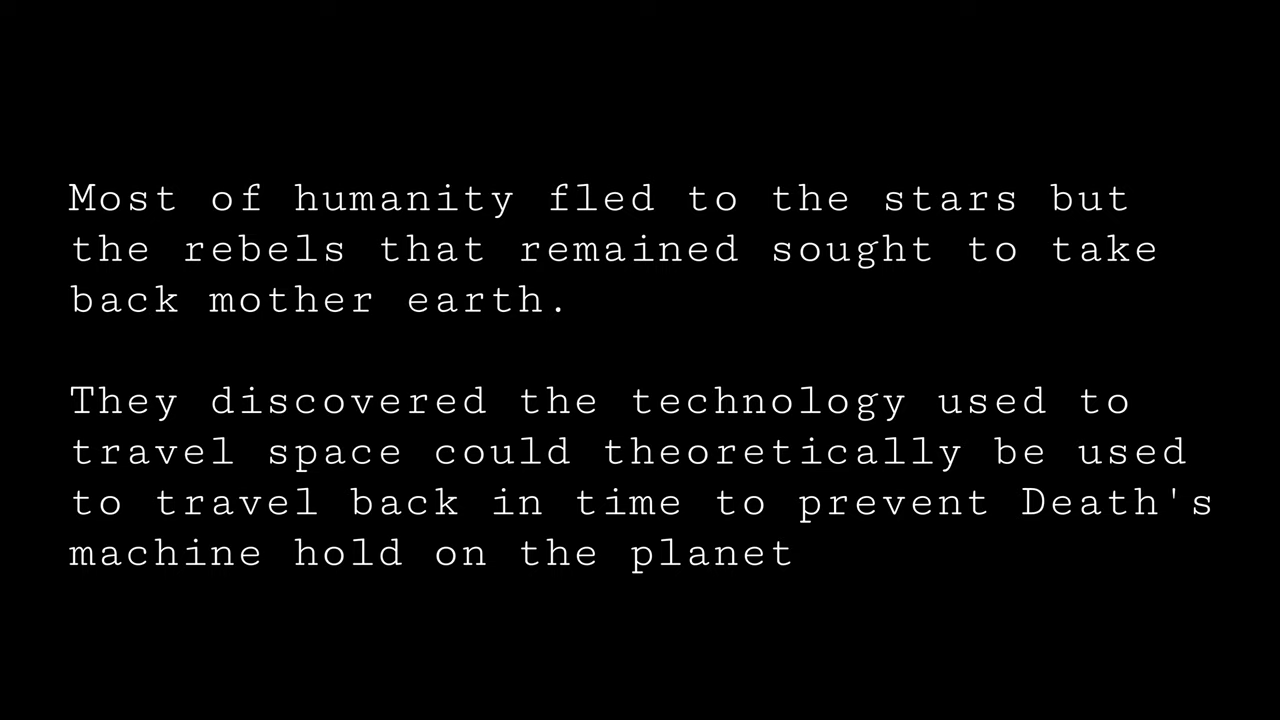 Most of humanity fled to the stars but
the rebels that remained sought to take
back mother earth.
They discovered the technology used to
travel space could theoretically be used
to travel back in time to prevent Death's
machine hold on the planet